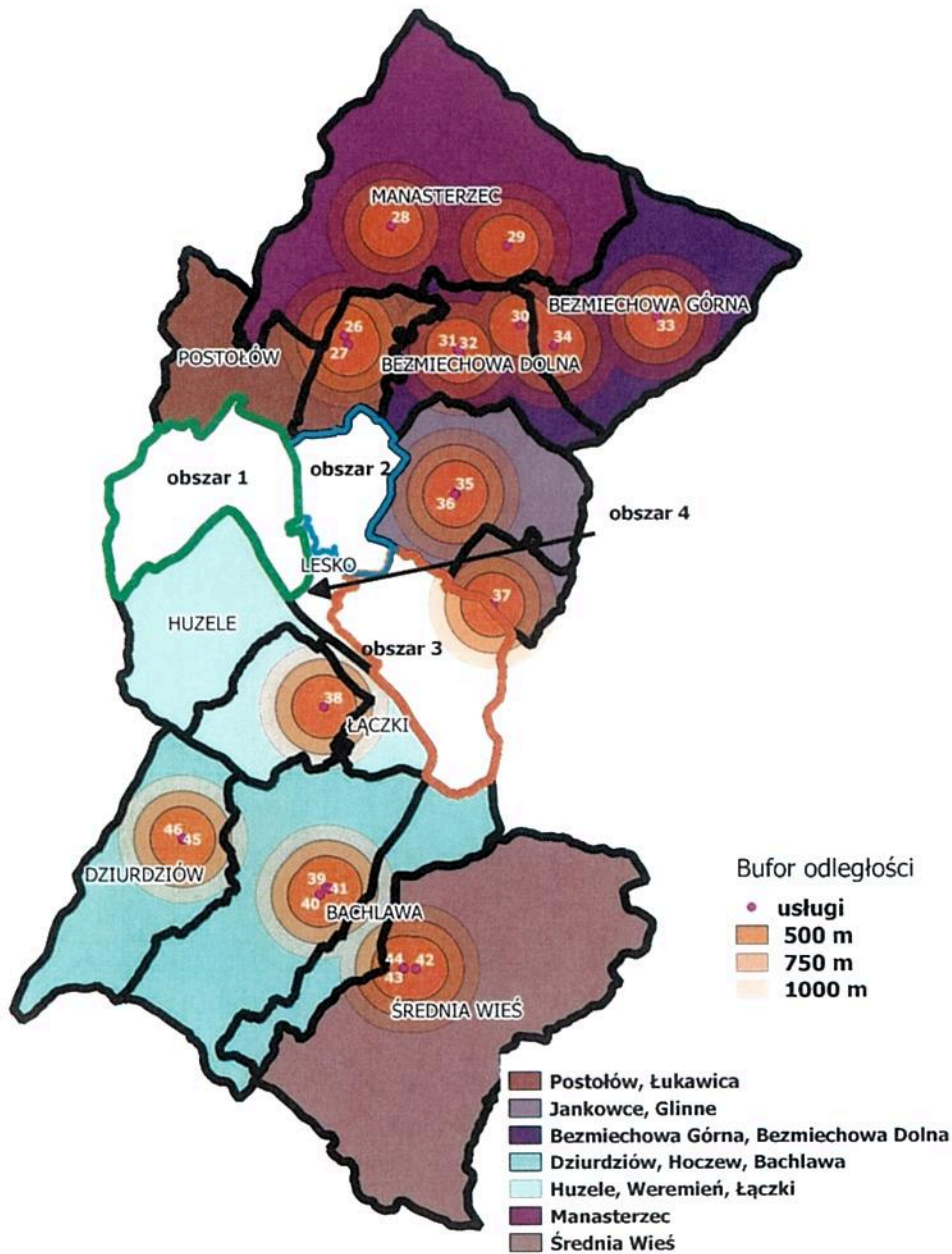 MANASTERZEC
28
29
BEZMIECHOWA GÓRNA
33
30
26
27
31 32
34
POSTOŁÓW
BEZMIECHOWA DOLNA
obszar 1
obszar 2
35
36
obszar 4
LESKO
37
HUZELE
obszar 3
38
ŁĄCZKI
46
45
DZIURDZIÓW
39
41
40
BACHLAWA
44 42
43
ŚREDNIA WIEŚ
Bufor odległości
usługi
500 m
750 m
1000 m
Postołów, Łukawica
Jankowce, Glinne
Bezmiechowa Górna, Bezmiechowa Dolna
Dziurdziów, Hoczew, Bachlawa
Huzele, Weremień, Łączki
Manasterzec
Średnia Wieś